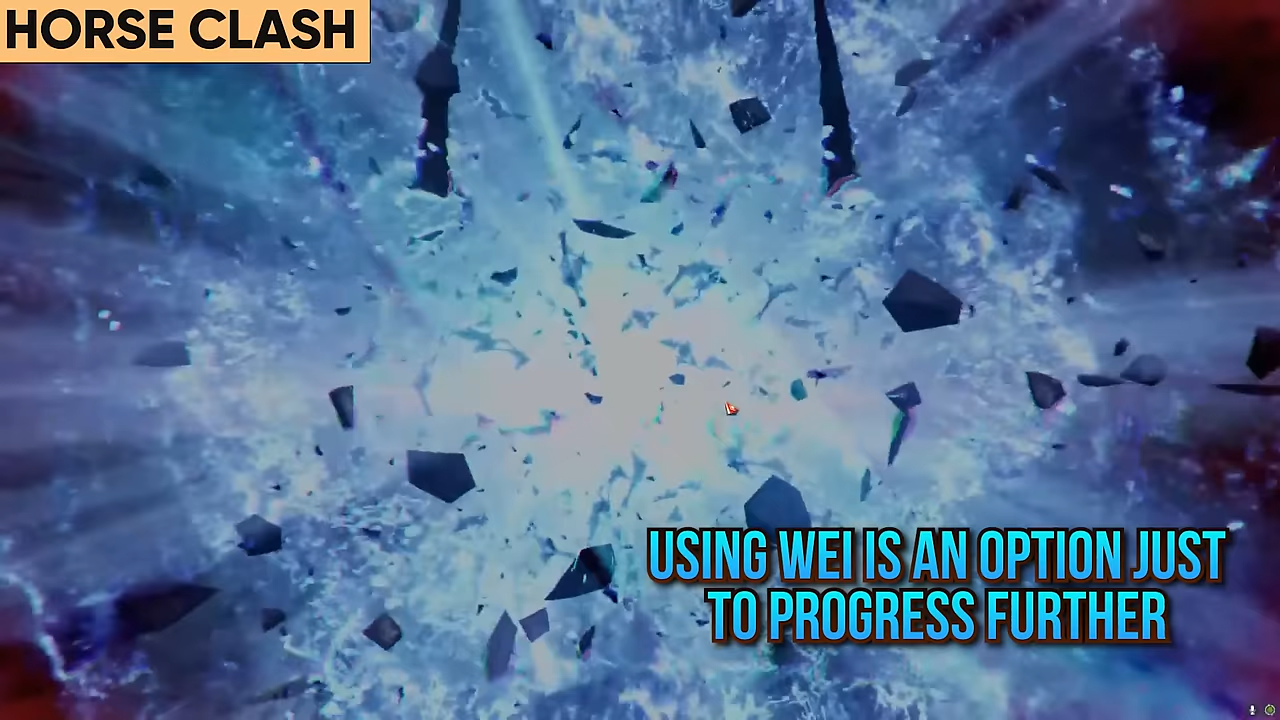 HORSE CLASH
USING WEI IS AN OPTION JUST
TO PROGRESS FURTHER